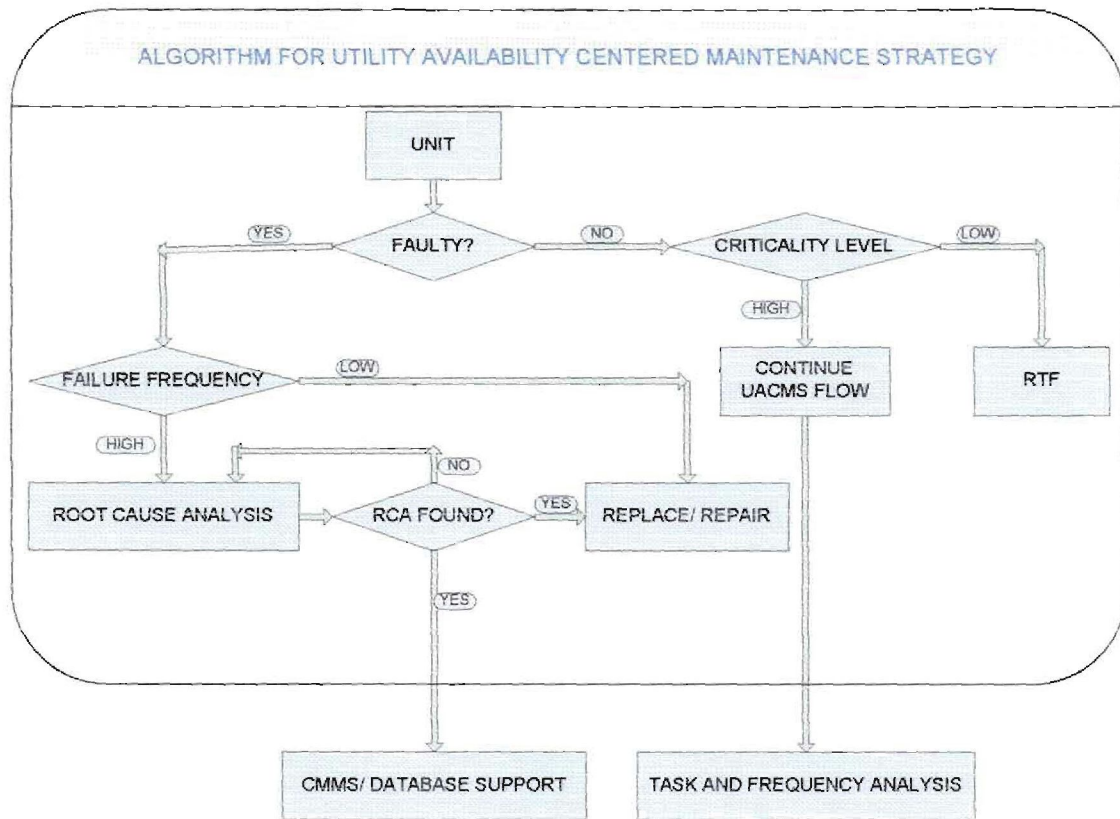 ALGORITHM FOR UTILITY AVAILABILITY CENTERED MAINTENANCE STRATEGY
UNIT
YES
FAULTY?
NO
CRITICALITY LEVEL
LOW
HIGH
FAILURE FREQUENCY
LOW
CONTINUE
UACMS FLOW
RTF
HIGH
NO
ROOT CAUSE ANALYSIS
RCA FOUND?
YES
REPLACE/ REPAIR
YES
CMMS/ DATABASE SUPPORT
TASK AND FREQUENCY ANALYSIS